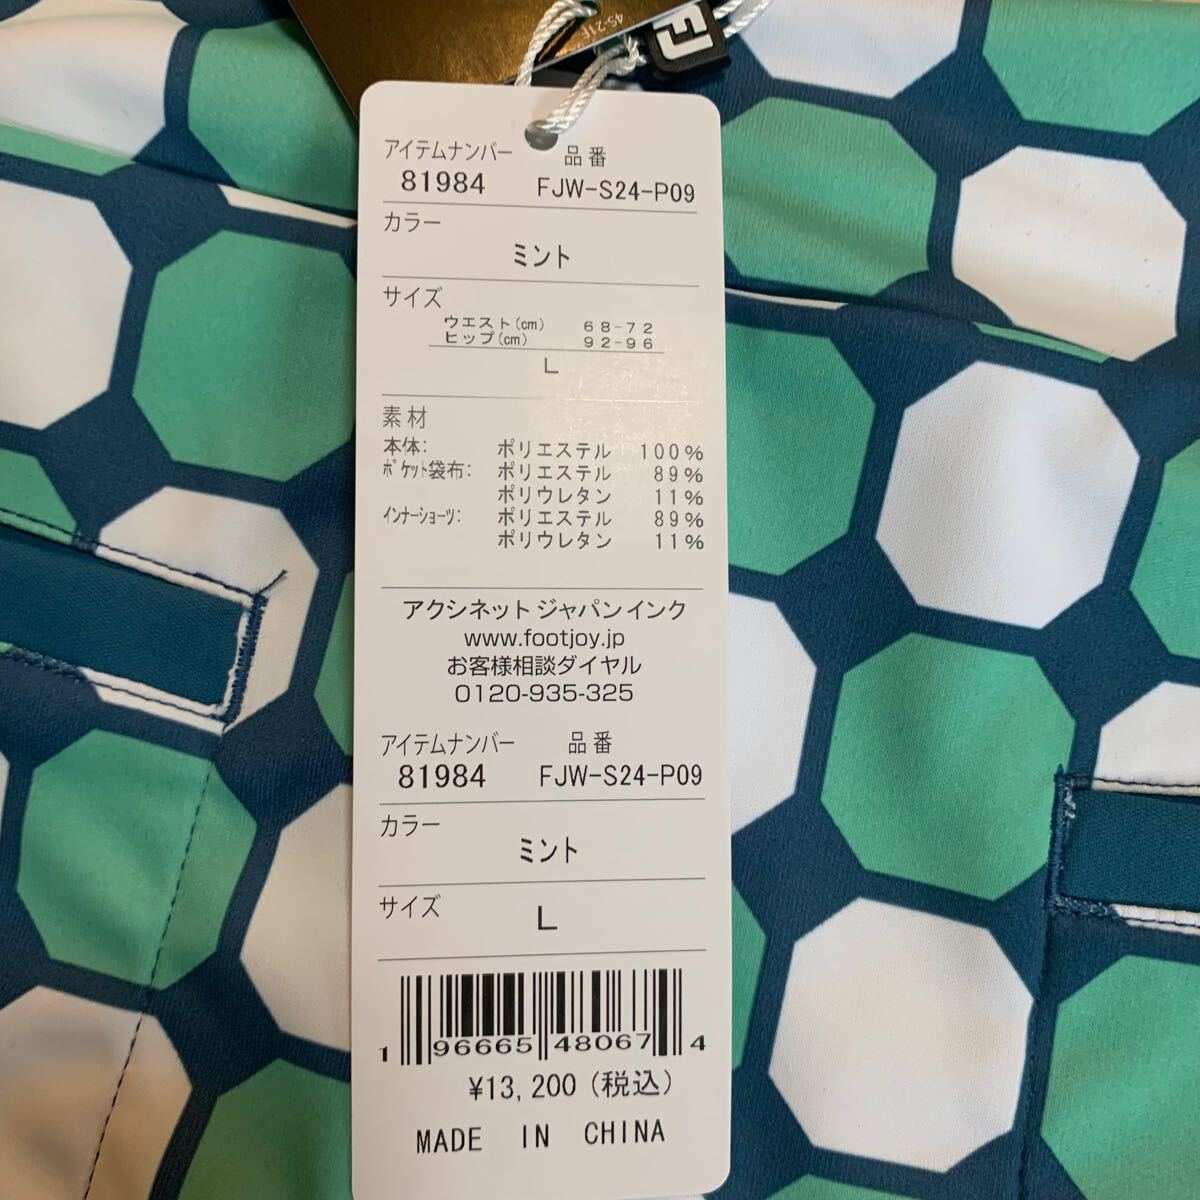 FJ
アイテムナンバー 品番
81984 FJW-S24-P09
カラー
ミント
サイズ
ウエスト(cm) 68-72
ヒップ(cm) 92-96
L
素材
本体: ポリエステル 100%
ポケット袋布: ポリエステル 89%
ポリウレタン 11%
インナーショーツ: ポリエステル 89%
ポリウレタン 11%
アクシネット ジャパン インク
www.footjoy.jp
お客様相談ダイヤル
0120-935-325
アイテムナンバー 品番
81984 FJW-S24-P09
カラー
ミント
サイズ
L
1 96665 48067 4
¥13,200（税込）
MADE IN CHINA